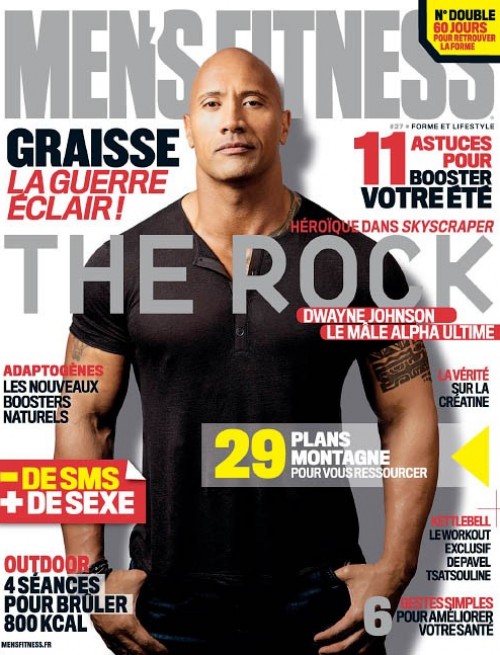 MEN'S FITNESS
N° DOUBLE
60 JOURS
POUR RETROUVER
LA FORME
#27 • FORME ET LIFESTYLE
GRAISSE
LA GUERRE
ÉCLAIR !
11 ASTUCES
POUR
BOOSTER
VOTRE ÉTÉ
HÉROÏQUE DANS SKYSCRAPER
THE ROCK
DWAYNE JOHNSON
LE MÂLE ALPHA ULTIME
ADAPTOGÈNES
LES NOUVEAUX
BOOSTERS
NATURELS
LA VÉRITÉ
SUR LA
CRÉATINE
29 PLANS
MONTAGNE
POUR VOUS RESSOURCER
- DE SMS
+ DE SEXE
KETTLEBELL
LE WORKOUT
EXCLUSIF
DE PAVEL
TSATSOULINE
OUTDOOR
4 SÉANCES
POUR BRÛLER
800 KCAL
6 GESTES SIMPLES
POUR AMÉLIORER
VOTRE SANTÉ
MENSFITNESS.FR